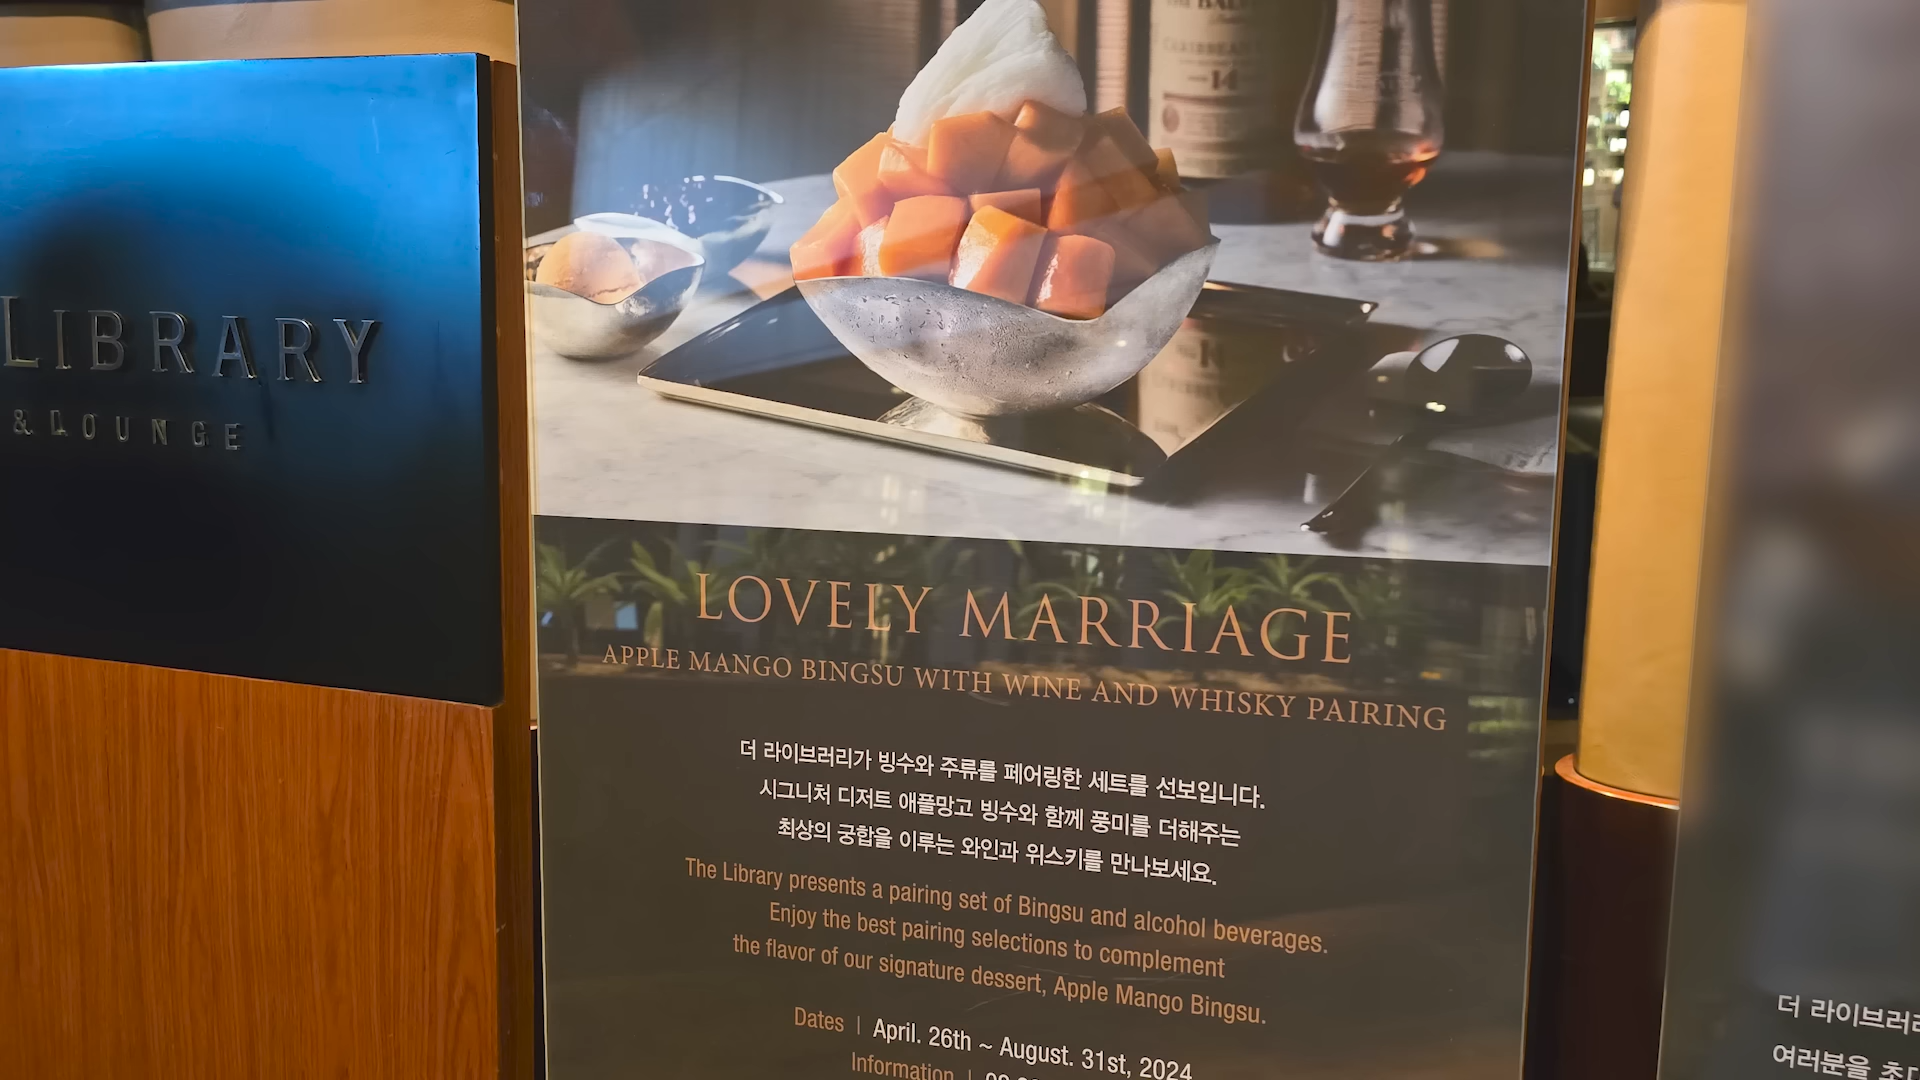 LIBRARY
& LOUNGE
14
LOVELY MARRIAGE
APPLE MANGO BINGSU WITH WINE AND WHISKY PAIRING
더 라이브러리가 빙수와 주류를 페어링한 세트를 선보입니다.
시그니처 디저트 애플망고 빙수와 함께 풍미를 더해주는
최상의 궁합을 이루는 와인과 위스키를 만나보세요.
The Library presents a pairing set of Bingsu and alcohol beverages.
Enjoy the best pairing selections to complement
the flavor of our signature dessert, Apple Mango Bingsu.
Dates | April. 26th ~ August. 31st, 2024
Information |
더 라이브러리
여러분을